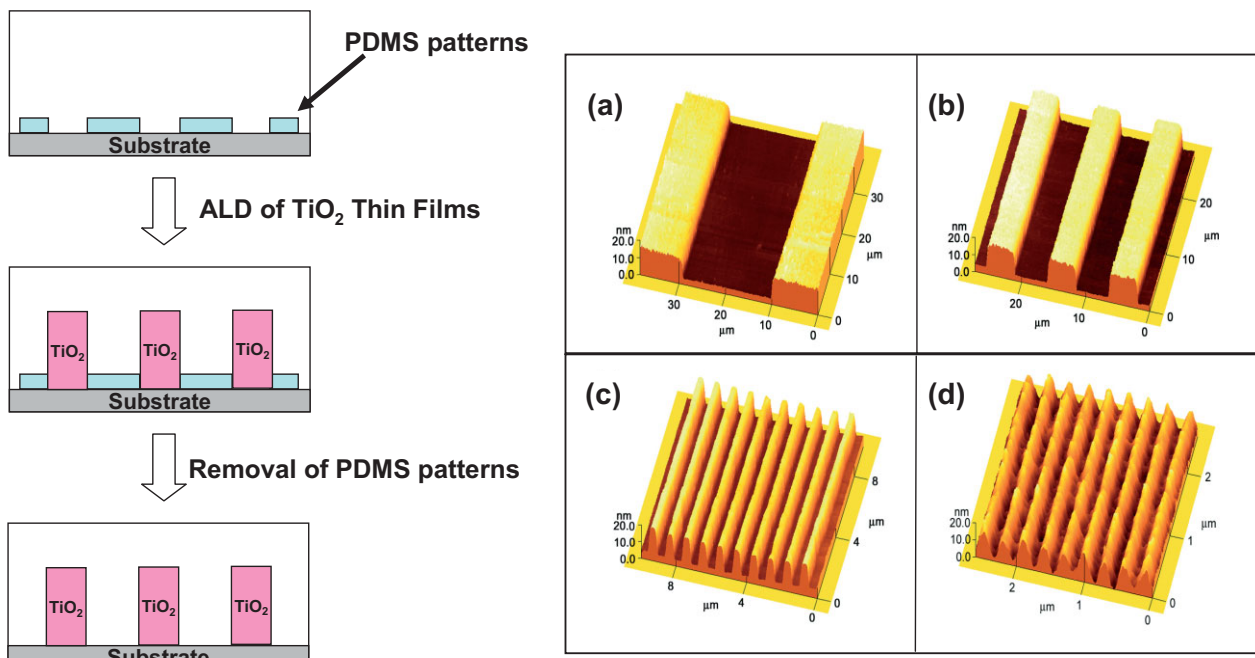 PDMS patterns
Substrate
ALD of TiO₂ Thin Films
TiO₂ TiO₂ TiO₂
Substrate
Removal of PDMS patterns
TiO₂ TiO₂ TiO₂
Substrate
(a)
nm
20.0
10.0
0.0
30
20
10
0
μm
0
10
20
30
μm
(b)
nm
20.0
10.0
0.0
20
10
0
μm
0
10
20
μm
(c)
nm
20.0
10.0
0.0
8
4
0
μm
0
4
8
μm
(d)
nm
20.0
10.0
0.0
2
1
0
μm
0
1
2
μm